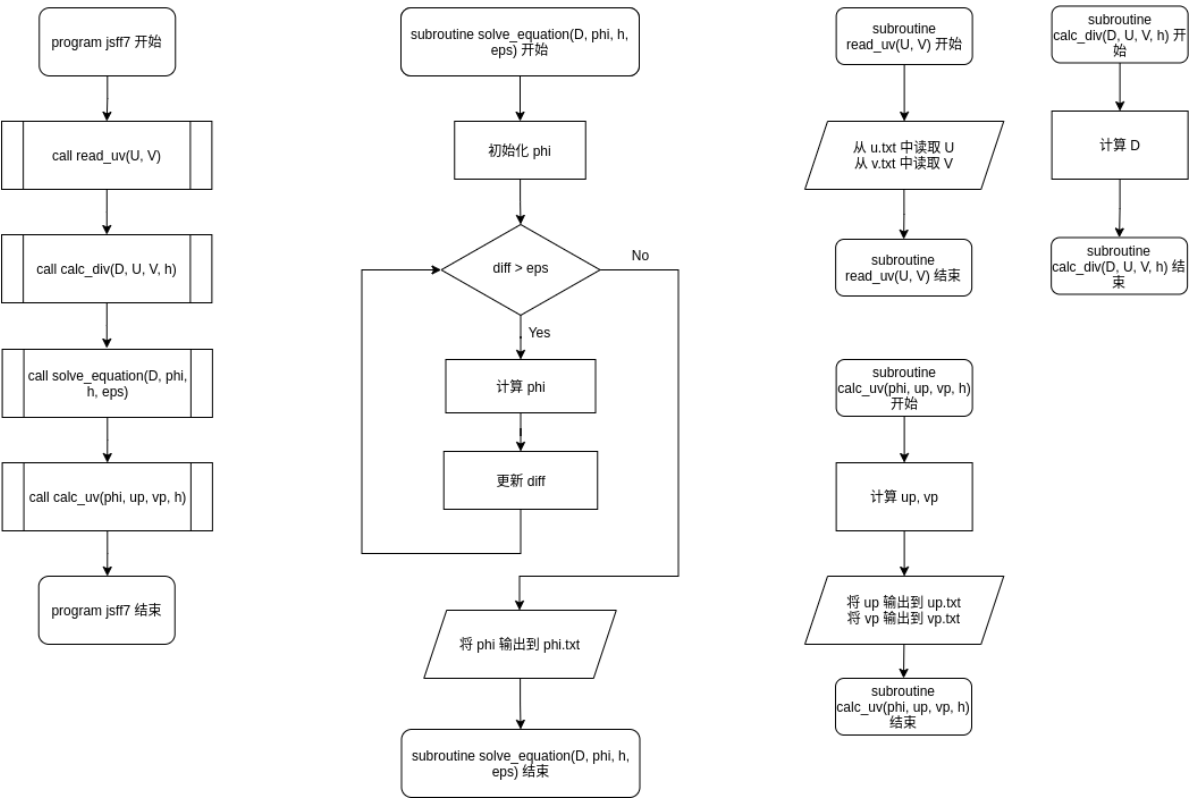 program jsff7 开始
call read_uv(U, V)
call calc_div(D, U, V, h)
call solve_equation(D, phi,
h, eps)
call calc_uv(phi, up, vp, h)
program jsff7 结束
subroutine solve_equation(D, phi, h,
eps) 开始
初始化 phi
diff > eps
No
Yes
计算 phi
更新 diff
将 phi 输出到 phi.txt
subroutine solve_equation(D, phi, h,
eps) 结束
subroutine
read_uv(U, V) 开始
从 u.txt 中读取 U
从 v.txt 中读取 V
subroutine
read_uv(U, V) 结束
subroutine
calc_div(D, U, V, h) 开
始
计算 D
subroutine
calc_div(D, U, V, h) 结
束
subroutine
calc_uv(phi, up, vp, h)
开始
计算 up, vp
将 up 输出到 up.txt
将 vp 输出到 vp.txt
subroutine
calc_uv(phi, up, vp, h)
结束